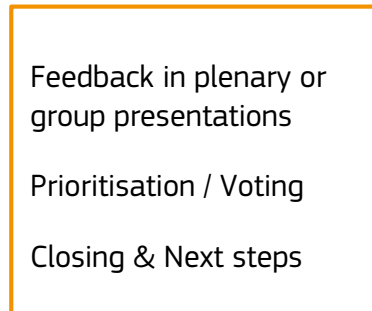 Feedback in plenary or
group presentations
Prioritisation / Voting
Closing & Next steps